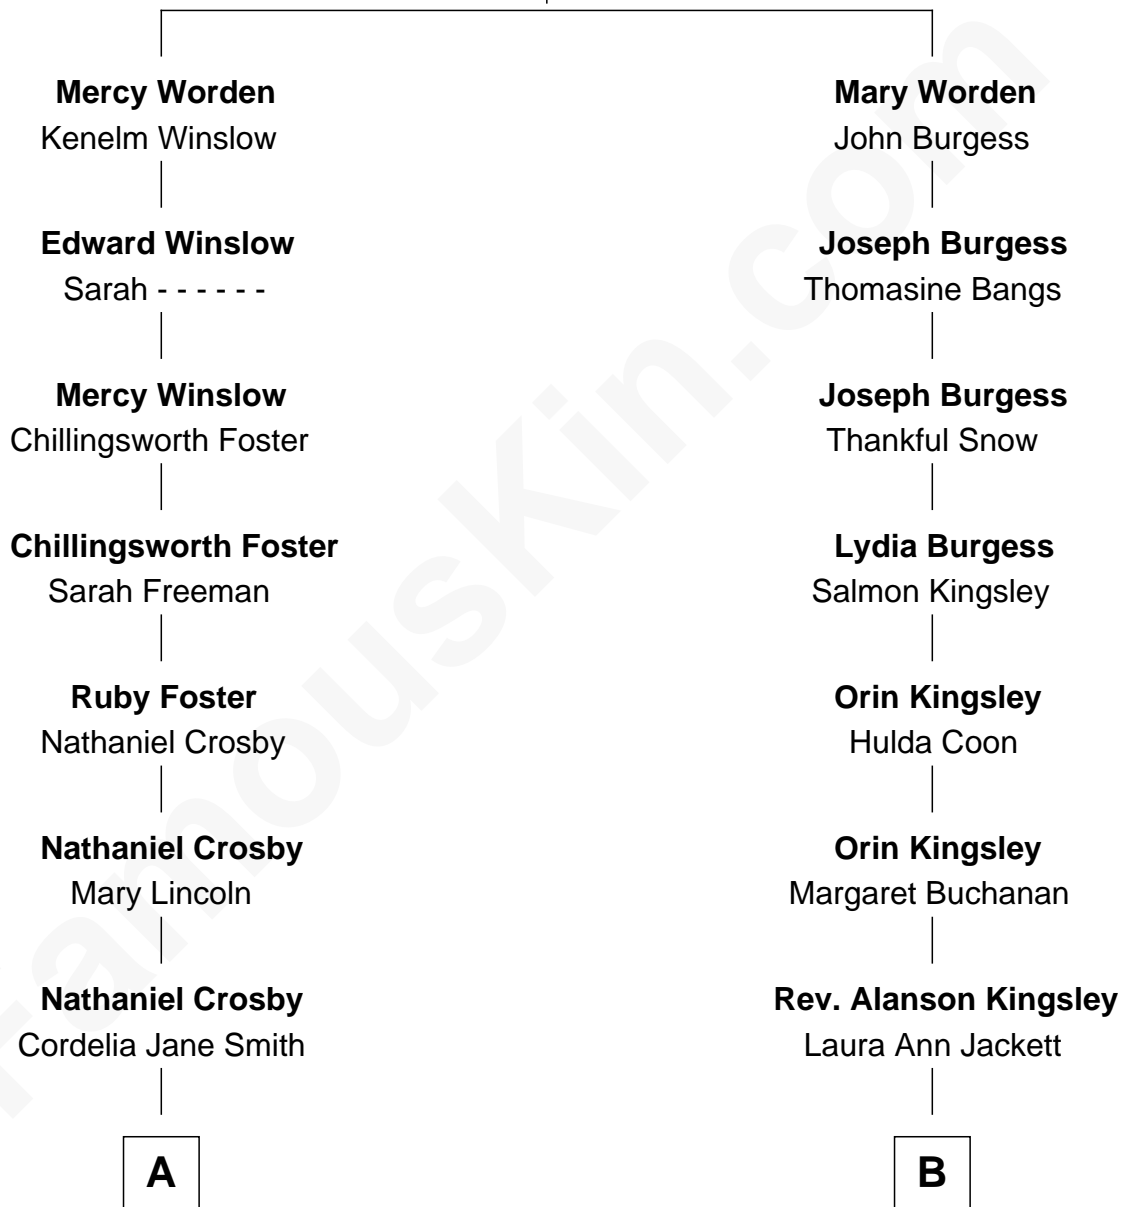 Mercy Worden
Kenelm Winslow
Edward Winslow
Sarah - - - - - -
Mercy Winslow
Chillingsworth Foster
Chillingsworth Foster
Sarah Freeman
Ruby Foster
Nathaniel Crosby
Nathaniel Crosby
Mary Lincoln
Nathaniel Crosby
Cordelia Jane Smith
A
Mary Worden
John Burgess
Joseph Burgess
Thomasine Bangs
Joseph Burgess
Thankful Snow
Lydia Burgess
Salmon Kingsley
Orin Kingsley
Hulda Coon
Orin Kingsley
Margaret Buchanan
Rev. Alanson Kingsley
Laura Ann Jackett
B
FamousKin.com